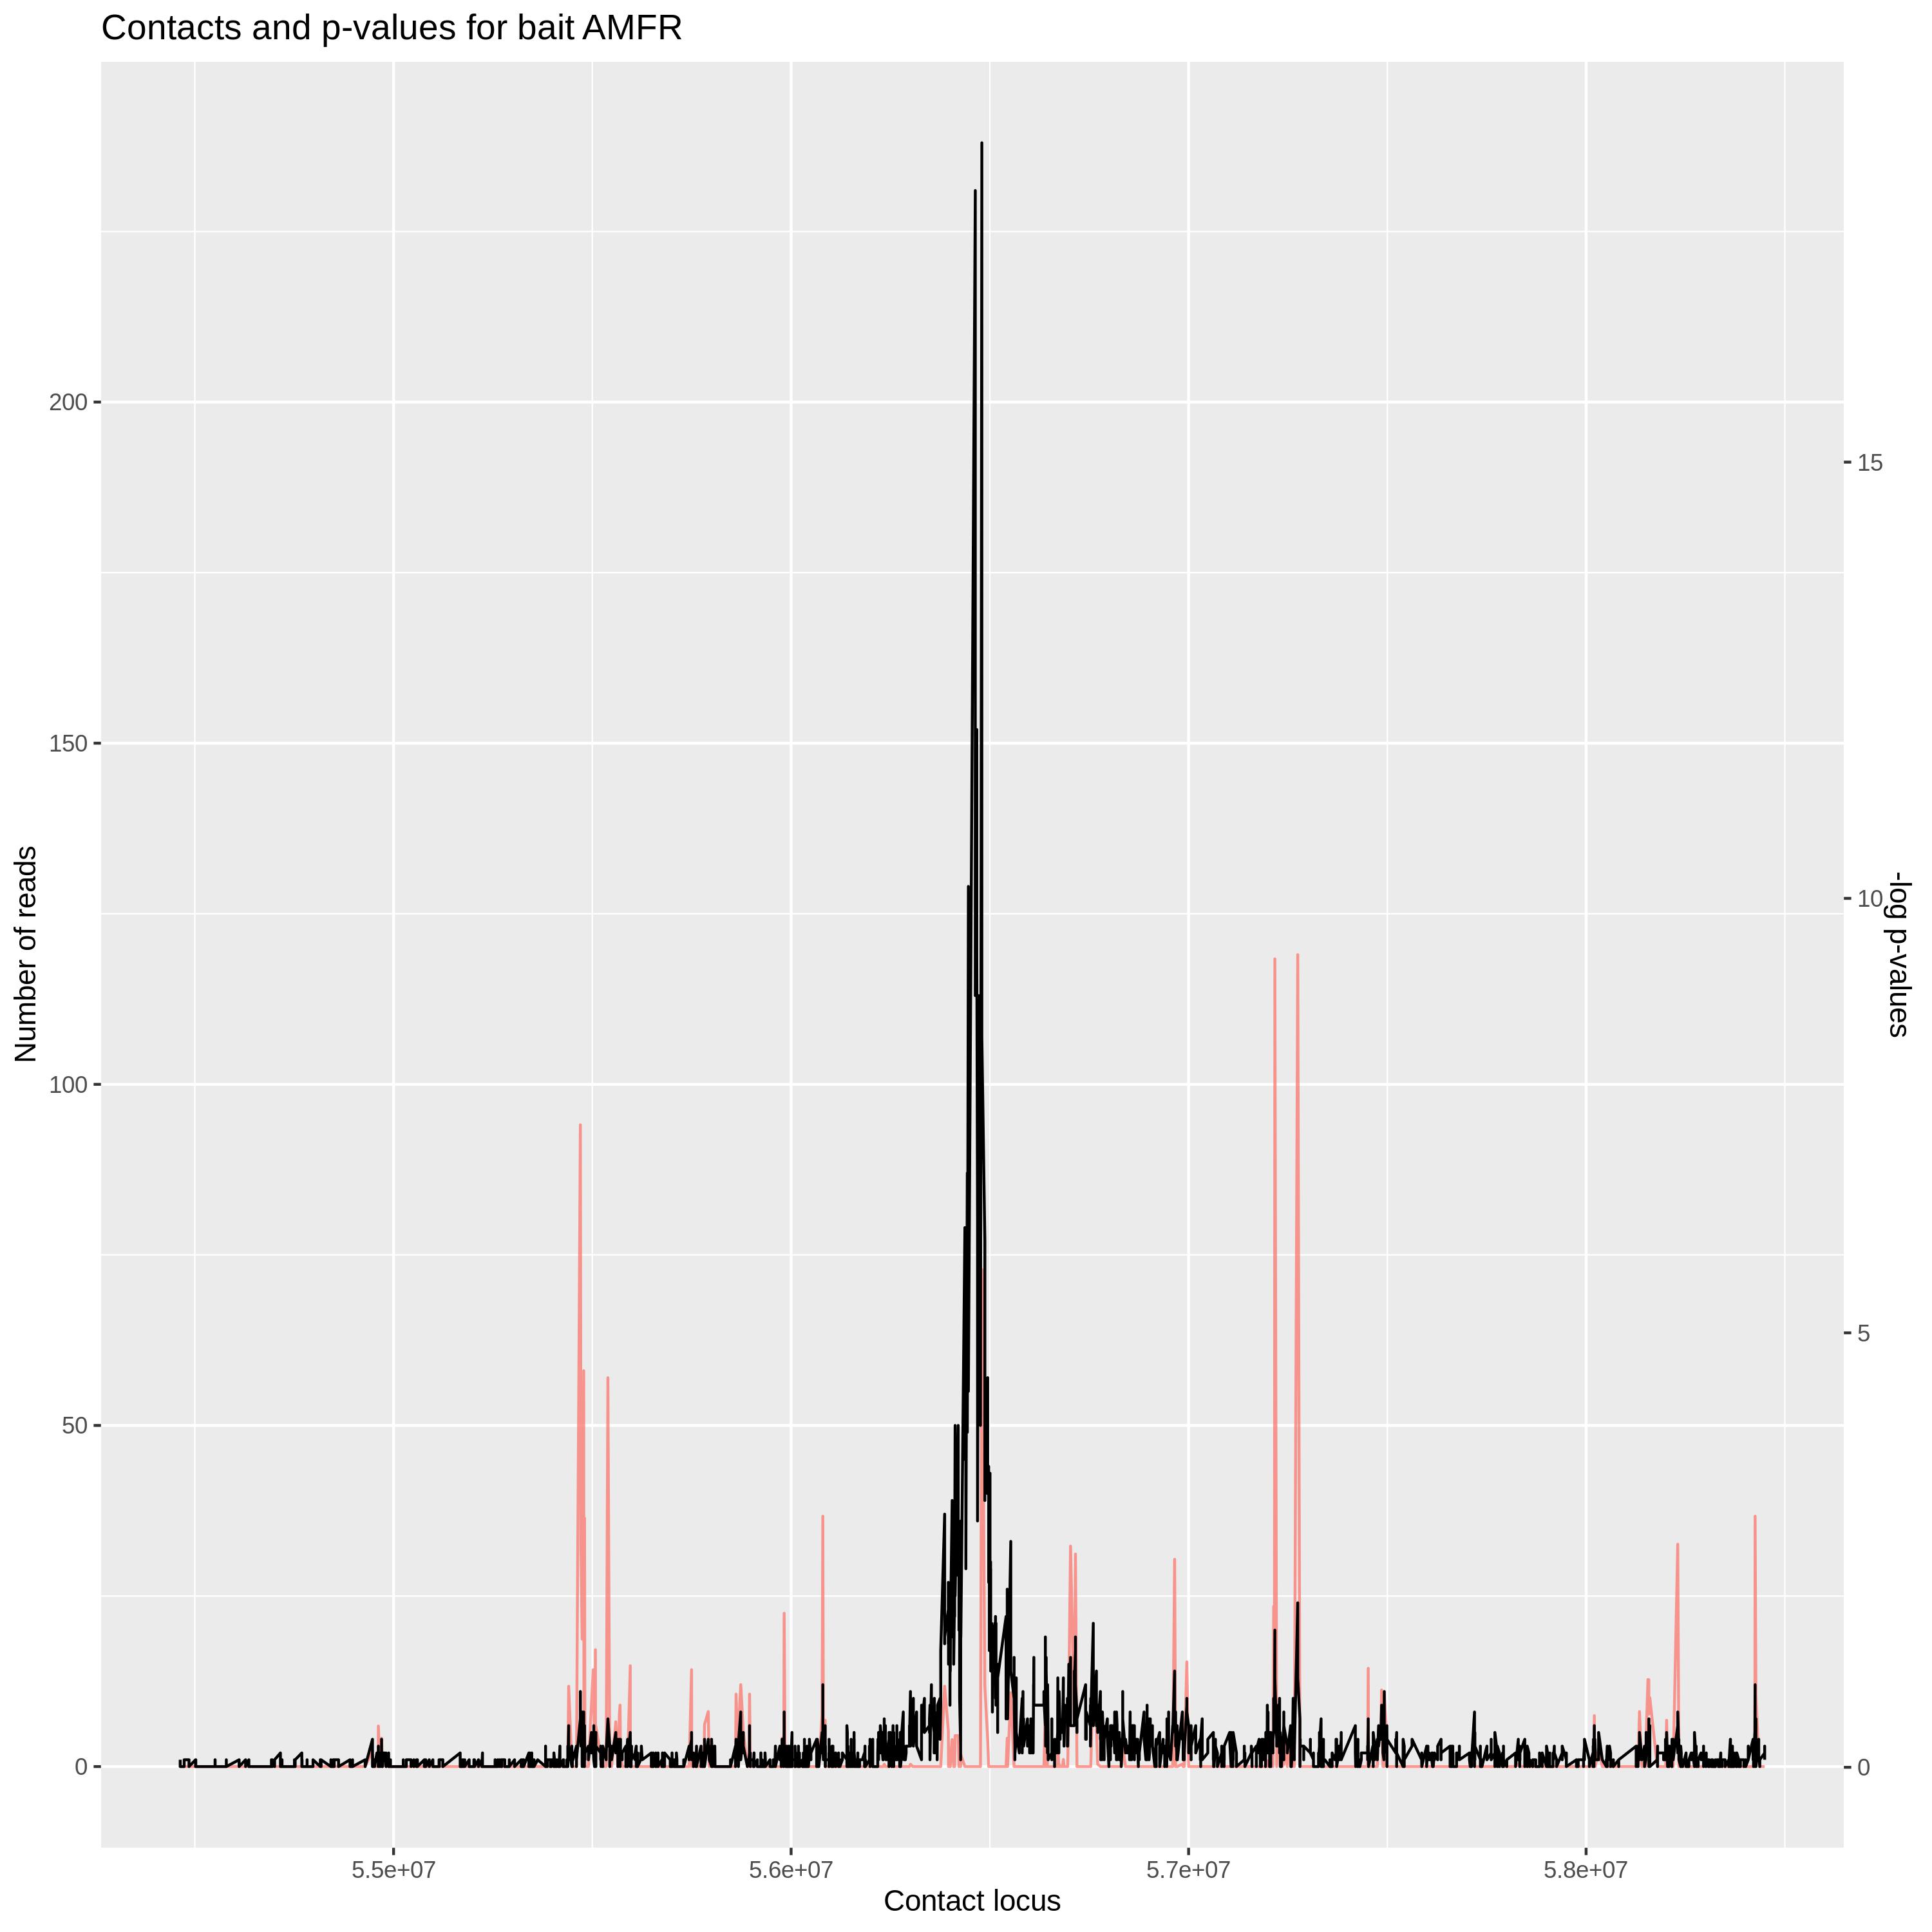 Contacts and p-values for bait AMFR
Number of reads
200
150
100
50
0
15
10
5
0
-log p-values
5.5e+07
5.6e+07
5.7e+07
5.8e+07
Contact locus